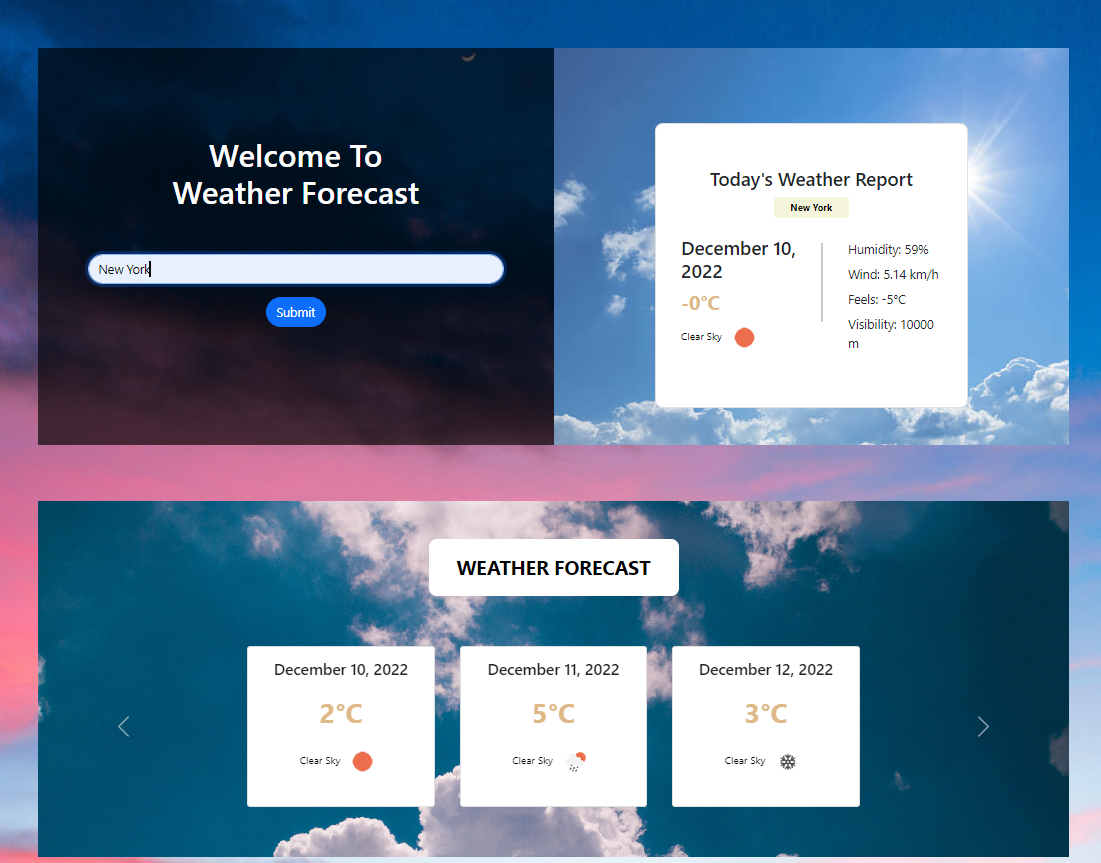 Welcome To
Weather Forecast
New York
Submit
Today's Weather Report
New York
December 10,
2022
-0°C
Clear Sky
Humidity: 59%
Wind: 5.14 km/h
Feels: -5°C
Visibility: 10000
m
WEATHER FORECAST
December 10, 2022
2°C
Clear Sky
December 11, 2022
5°C
Clear Sky
December 12, 2022
3°C
Clear Sky